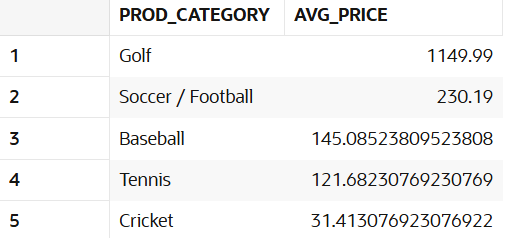 PROD_CATEGORY AVG_PRICE
1 Golf 1149.99
2 Soccer / Football 230.19
3 Baseball 145.08523809523808
4 Tennis 121.68230769230769
5 Cricket 31.413076923076922